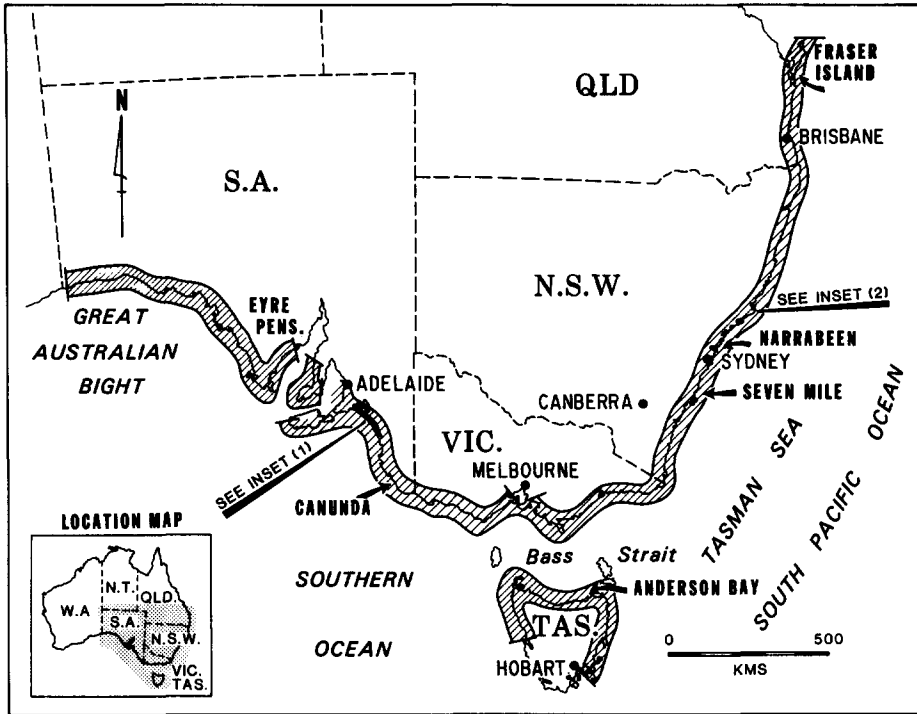 FRASER
ISLAND
QLD
BRISBANE
N
S.A.
N.S.W.
SEE INSET (2)
GREAT
AUSTRALIAN
BIGHT
EYRE
PENS.
NARRABEEN
SYDNEY
ADELAIDE
SEVEN MILE
CANBERRA
VIC.
MELBOURNE
SEE INSET (1)
CANUNDA
TASMAN SEA
SOUTH PACIFIC OCEAN
LOCATION MAP
Bass Strait
SOUTHERN
OCEAN
ANDERSON BAY
TAS.
HOBART
0 500
KMS
W.A
N.T.
QLD.
S.A.
N.S.W.
VIC.
TAS.